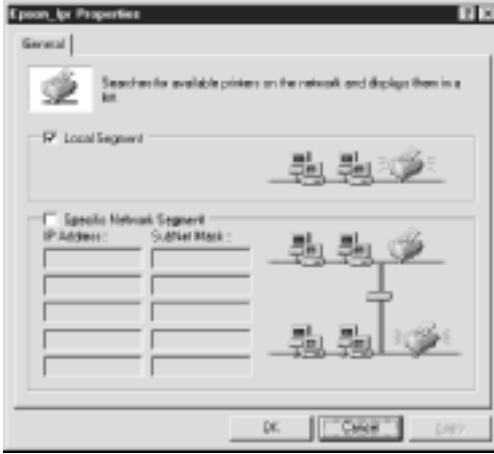 Epson_lpr Properties
General
Searches for available printers on the network and displays them in a
list.
Local Segment
Specific Network Segment
IP Address :
SubNet Mask :
OK
Cancel
Apply